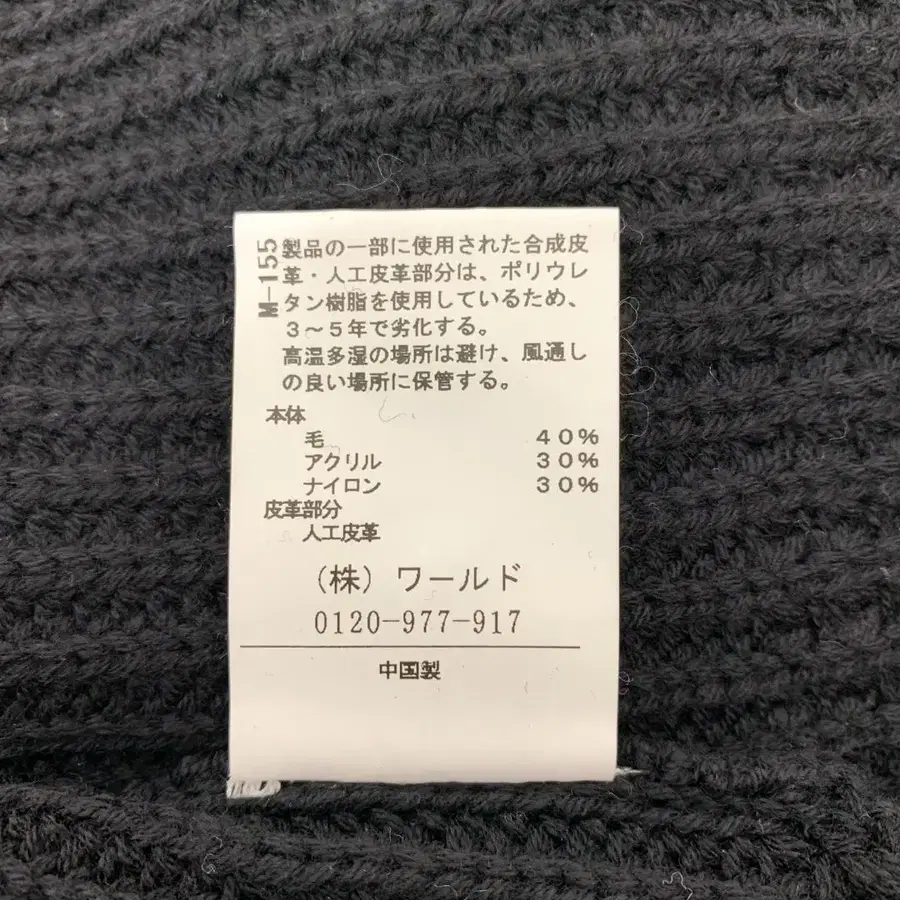 M-155
製品の一部に使用された合成皮
革・人工皮革部分は、ポリウレ
タン樹脂を使用しているため、
３～５年で劣化する。
高温多湿の場所は避け、風通し
の良い場所に保管する。
本体
毛 ４０％
アクリル ３０％
ナイロン ３０％
皮革部分
人工皮革
（株）ワールド
0120-977-917
中国製